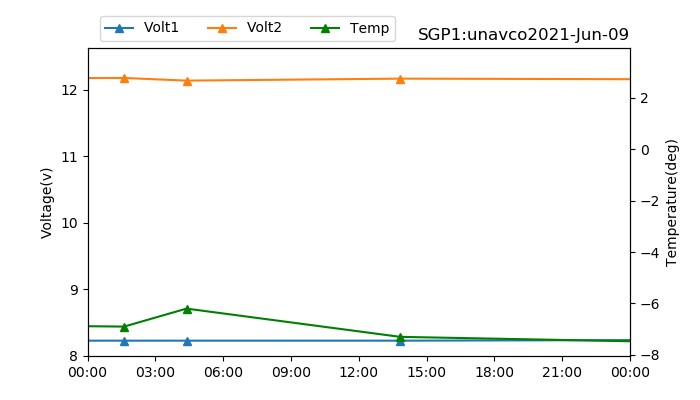 Volt1 Volt2 Temp
SGP1:unavco2021-Jun-09
Voltage(v)
12
11
10
9
8
Temperature(deg)
2
0
−2
−4
−6
−8
00:00 03:00 06:00 09:00 12:00 15:00 18:00 21:00 00:00